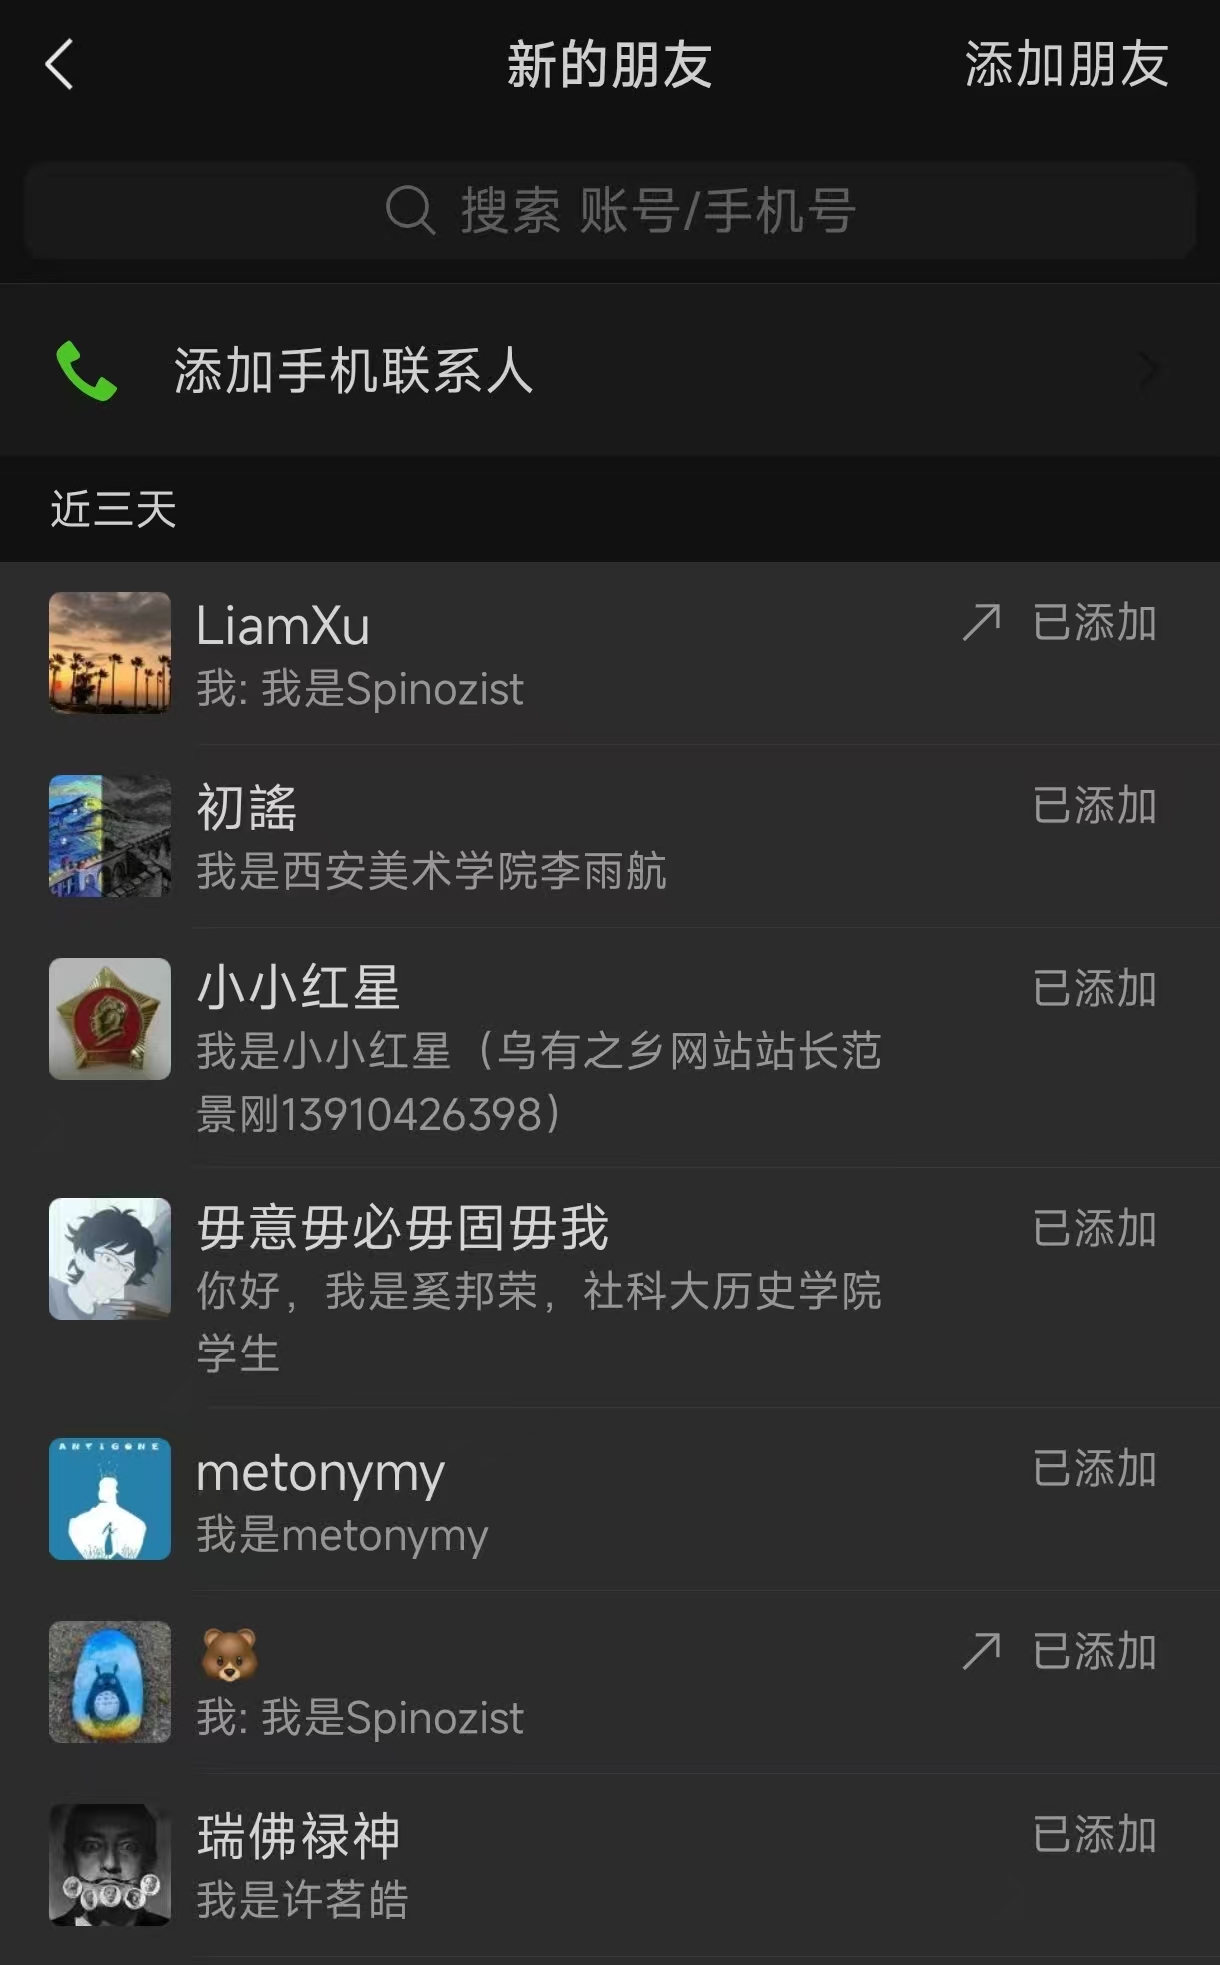 新的朋友
添加朋友
搜索 账号/手机号
添加手机联系人
近三天
LiamXu
已添加
我: 我是Spinozist
初謠
已添加
我是西安美术学院李雨航
小小红星
已添加
我是小小红星（乌有之乡网站站长范
景刚13910426398）
毋意毋必毋固毋我
已添加
你好，我是奚邦荣，社科大历史学院
学生
ANTIGONE
metonymy
已添加
我是metonymy
🐻
已添加
我: 我是Spinozist
瑞佛禄神
已添加
我是许茗皓